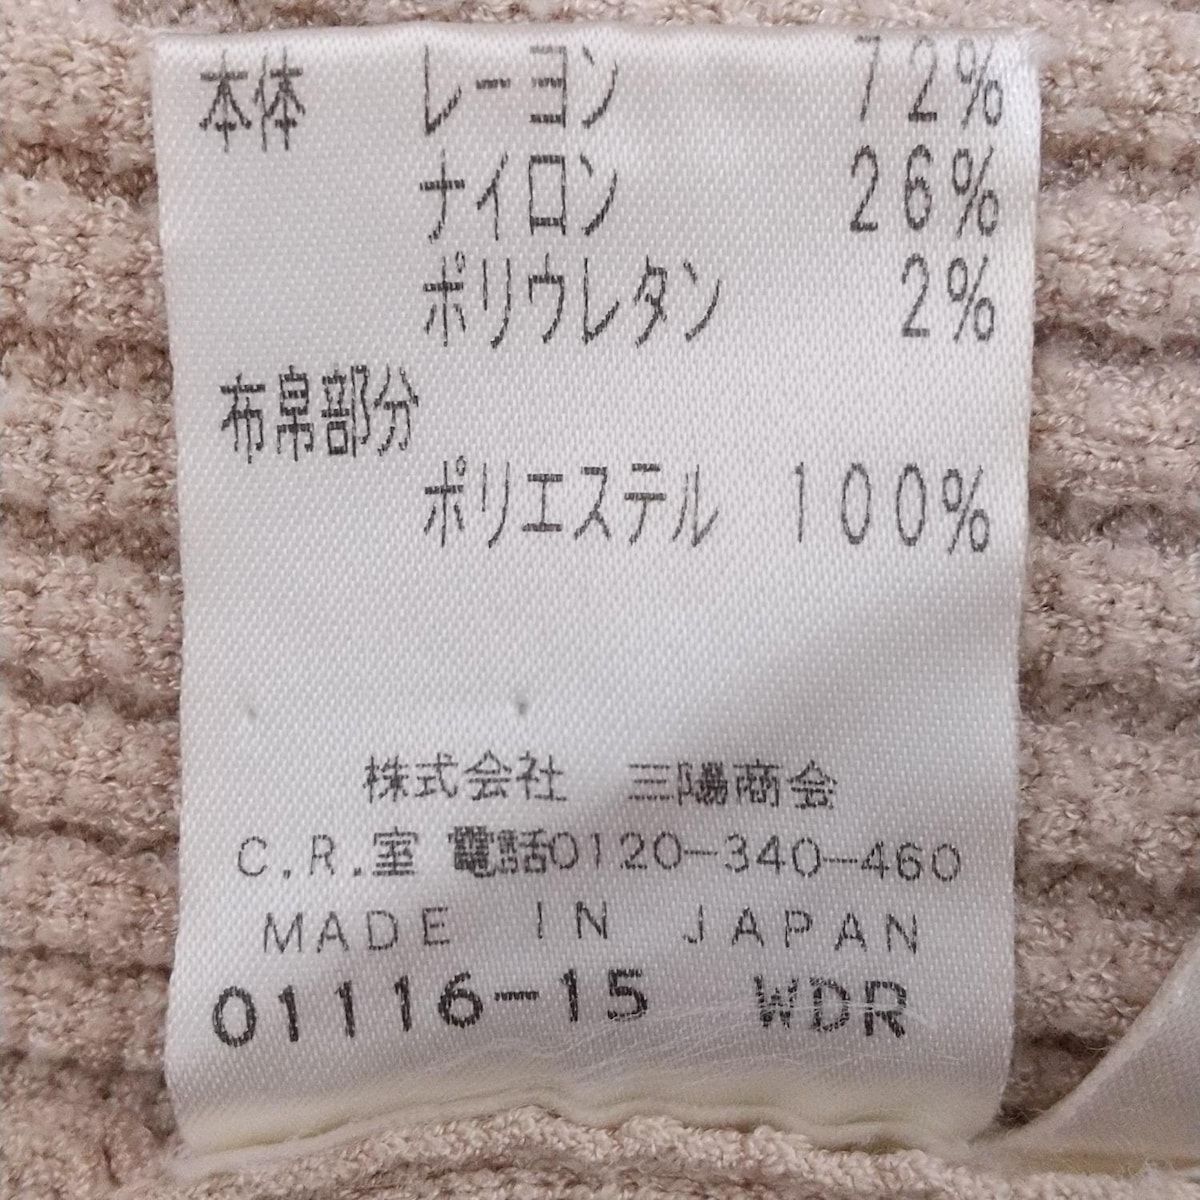 本体 レーヨン 72%
ナイロン 26%
ポリウレタン 2%
布帛部分
ポリエステル 100%
株式会社 三陽商会
C.R.室 電話0120-340-460
MADE IN JAPAN
01116-15 WDR